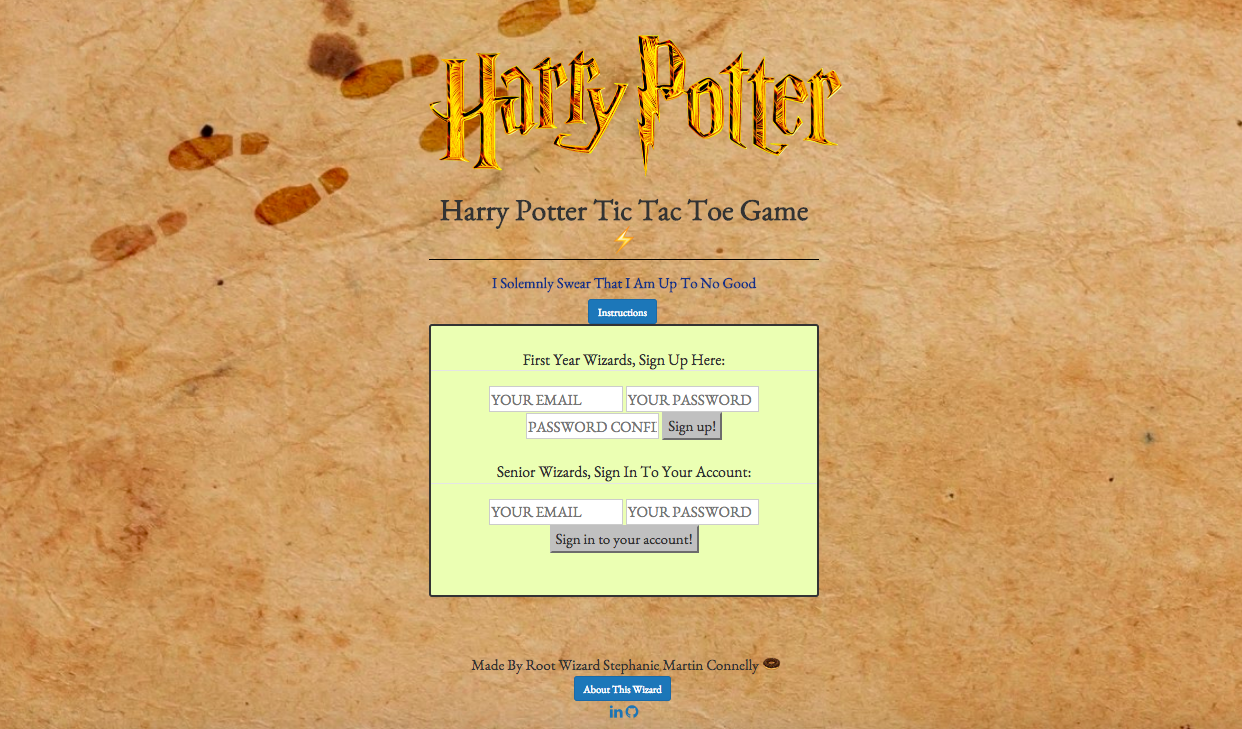 Harry Potter
Harry Potter Tic Tac Toe Game
⚡
I Solemnly Swear That I Am Up To No Good
Instructions
First Year Wizards, Sign Up Here:
YOUR EMAIL YOUR PASSWORD
PASSWORD CONFI Sign up!
Senior Wizards, Sign In To Your Account:
YOUR EMAIL YOUR PASSWORD
Sign in to your account!
Made By Root Wizard Stephanie Martin Connelly 🍩
About This Wizard
in